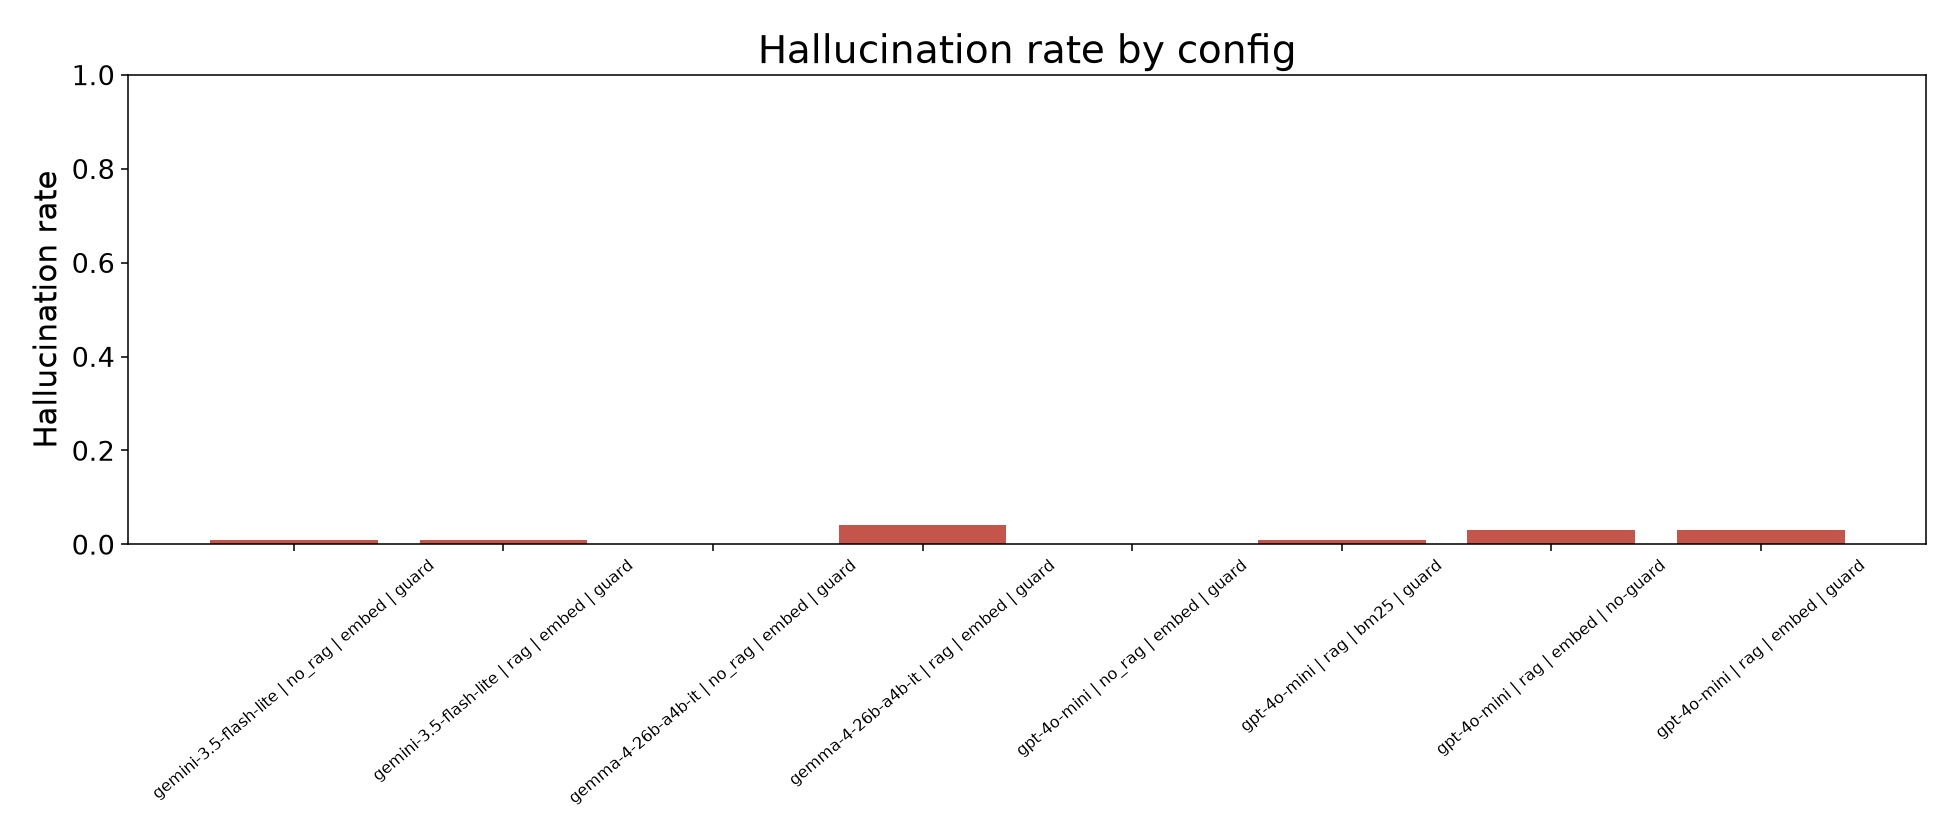 Hallucination rate by config
Hallucination rate
1.0
0.8
0.6
0.4
0.2
0.0
gemini-3.5-flash-lite | no_rag | embed | guard
gemini-3.5-flash-lite | rag | embed | guard
gemma-4-26b-a4b-it | no_rag | embed | guard
gemma-4-26b-a4b-it | rag | embed | guard
gpt-4o-mini | no_rag | embed | guard
gpt-4o-mini | rag | bm25 | guard
gpt-4o-mini | rag | embed | no-guard
gpt-4o-mini | rag | embed | guard